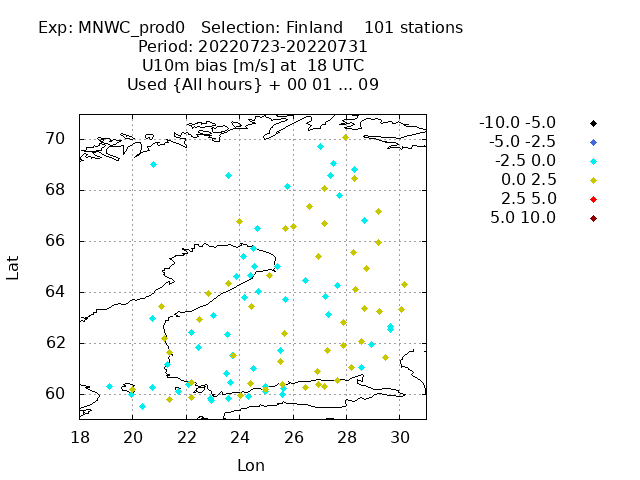 Exp: MNWC_prod0   Selection: Finland    101 stations
Period: 20220723-20220731
U10m bias [m/s] at  18 UTC
Used {All hours} + 00 01 ... 09
-10.0 -5.0
-5.0 -2.5
-2.5 0.0
0.0 2.5
2.5 5.0
5.0 10.0
70
68
66
64
62
60
Lat
18 20 22 24 26 28 30
Lon